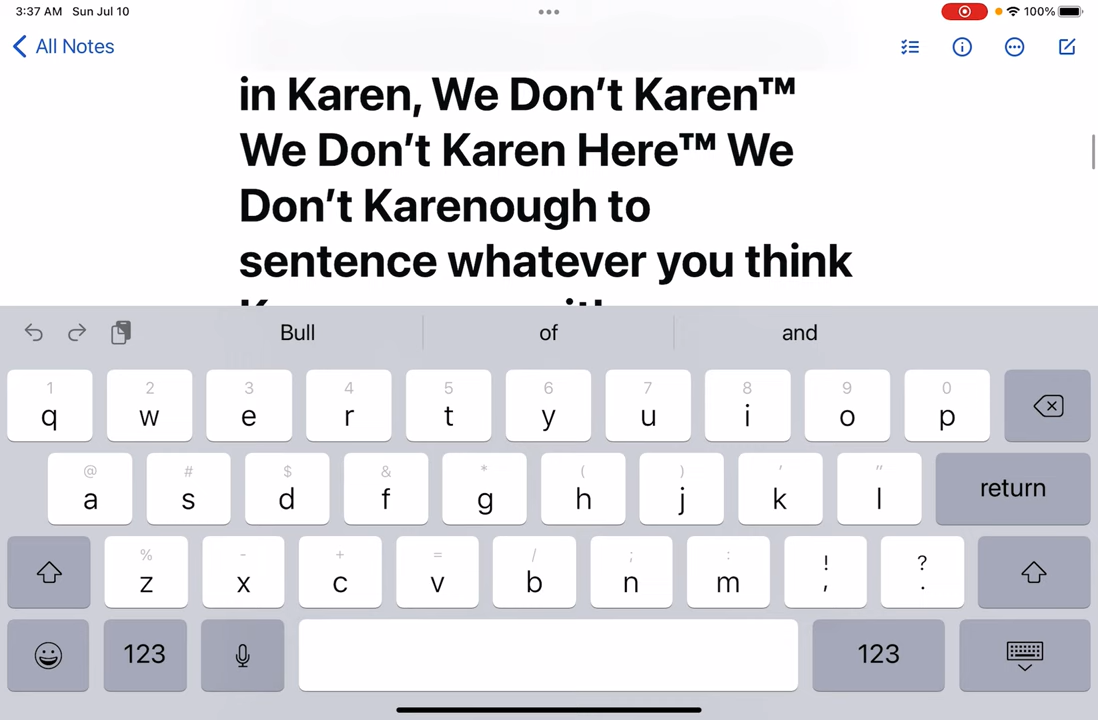 3:37 AM Sun Jul 10
100%
All Notes
in Karen, We Don’t Karen™
We Don’t Karen Here™ We
Don’t Karenough to
sentence whatever you think
Bull of and
1 2 3 4 5 6 7 8 9 0
q w e r t y u i o p
@ # $ & * ( ) ’ ”
a s d f g h j k l return
% - + = / ; : ! ?
z x c v b n m , .
123 123